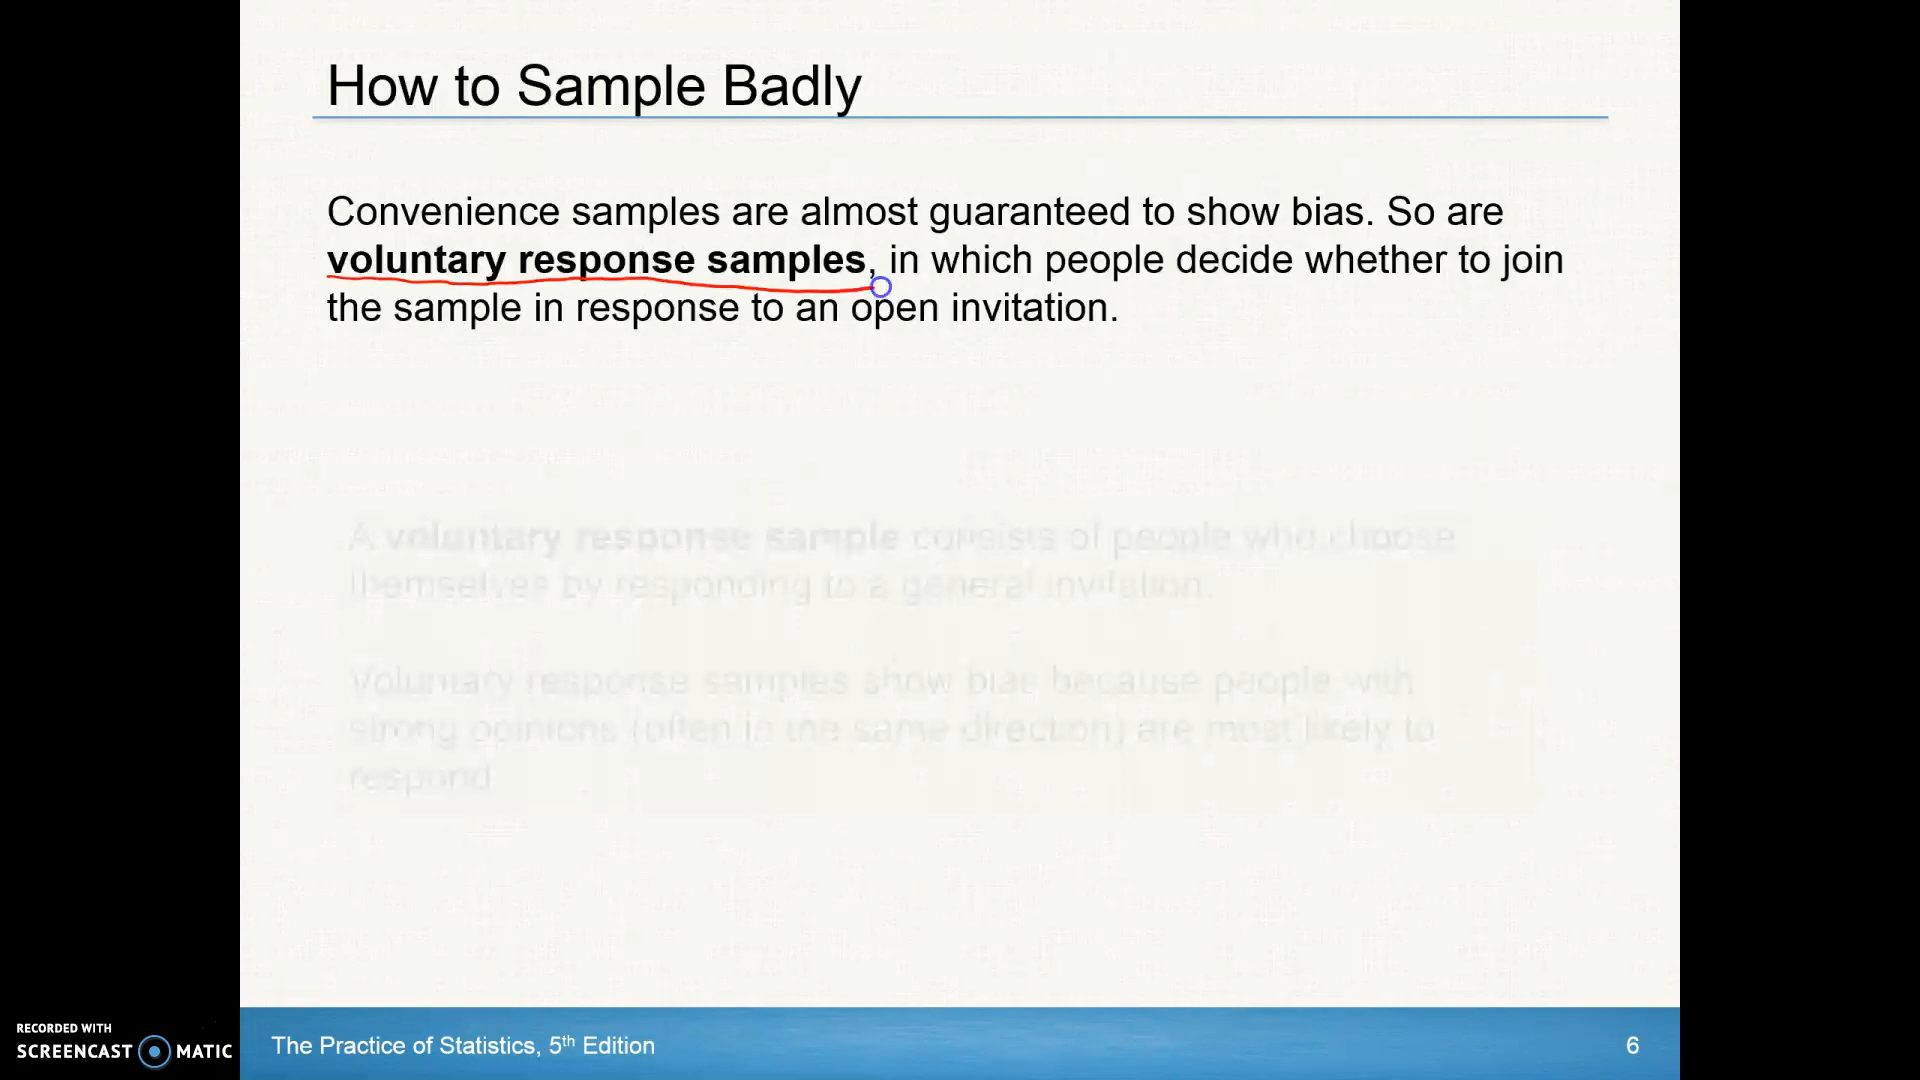 How to Sample Badly
Convenience samples are almost guaranteed to show bias. So are
voluntary response samples, in which people decide whether to join
the sample in response to an open invitation.
A voluntary response sample consists of people who choose
themselves by responding to a general invitation.
Voluntary response samples show bias because people with
strong opinions (often in the same direction) are most likely to
respond
RECORDED WITH
SCREENCAST MATIC
The Practice of Statistics, 5th Edition
6